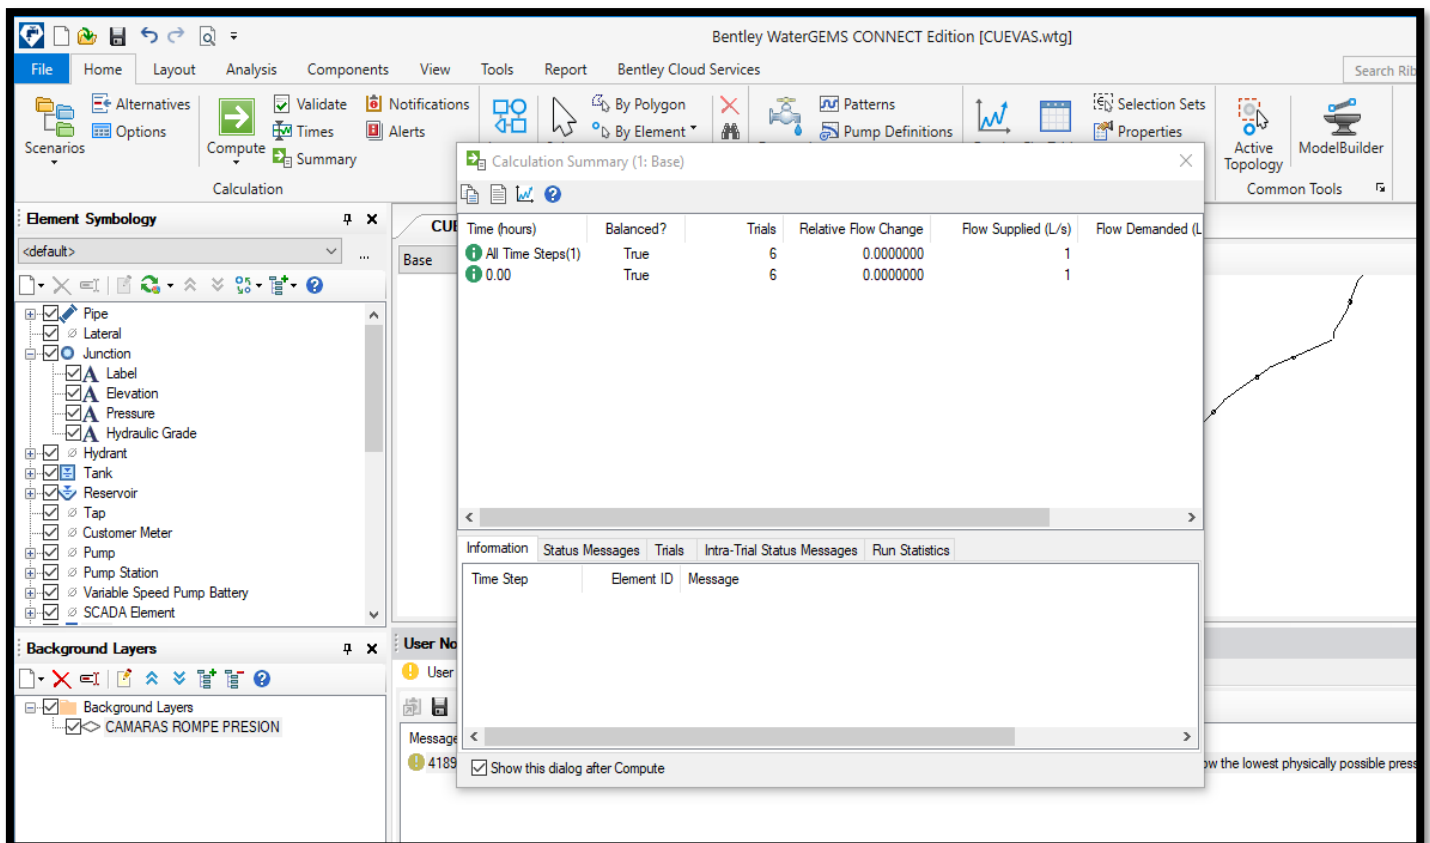 Bentley WaterGEMS CONNECT Edition [CUEVAS.wtg]
File Home Layout Analysis Components View Tools Report Bentley Cloud Services
Search Rib
Alternatives Validate Notifications By Polygon Patterns Selection Sets
Options Times Alerts By Element Pump Definitions Properties
Scenarios Compute Summary Active Topology ModelBuilder
Calculation Common Tools
Calculation Summary (1: Base)
Element Symbology
<default>
...
Pipe
Lateral
Junction
Label
Elevation
Pressure
Hydraulic Grade
Hydrant
Tank
Reservoir
Tap
Customer Meter
Pump
Pump Station
Variable Speed Pump Battery
SCADA Element
Background Layers
Background Layers
CAMARAS ROMPE PRESION
CUE
Base
Time (hours) Balanced? Trials Relative Flow Change Flow Supplied (L/s) Flow Demanded (L
All Time Steps(1) True 6 0.0000000 1
0.00 True 6 0.0000000 1
Information Status Messages Trials Intra-Trial Status Messages Run Statistics
Time Step Element ID Message
Show this dialog after Compute
User No
User
Message
4189
ow the lowest physically possible press